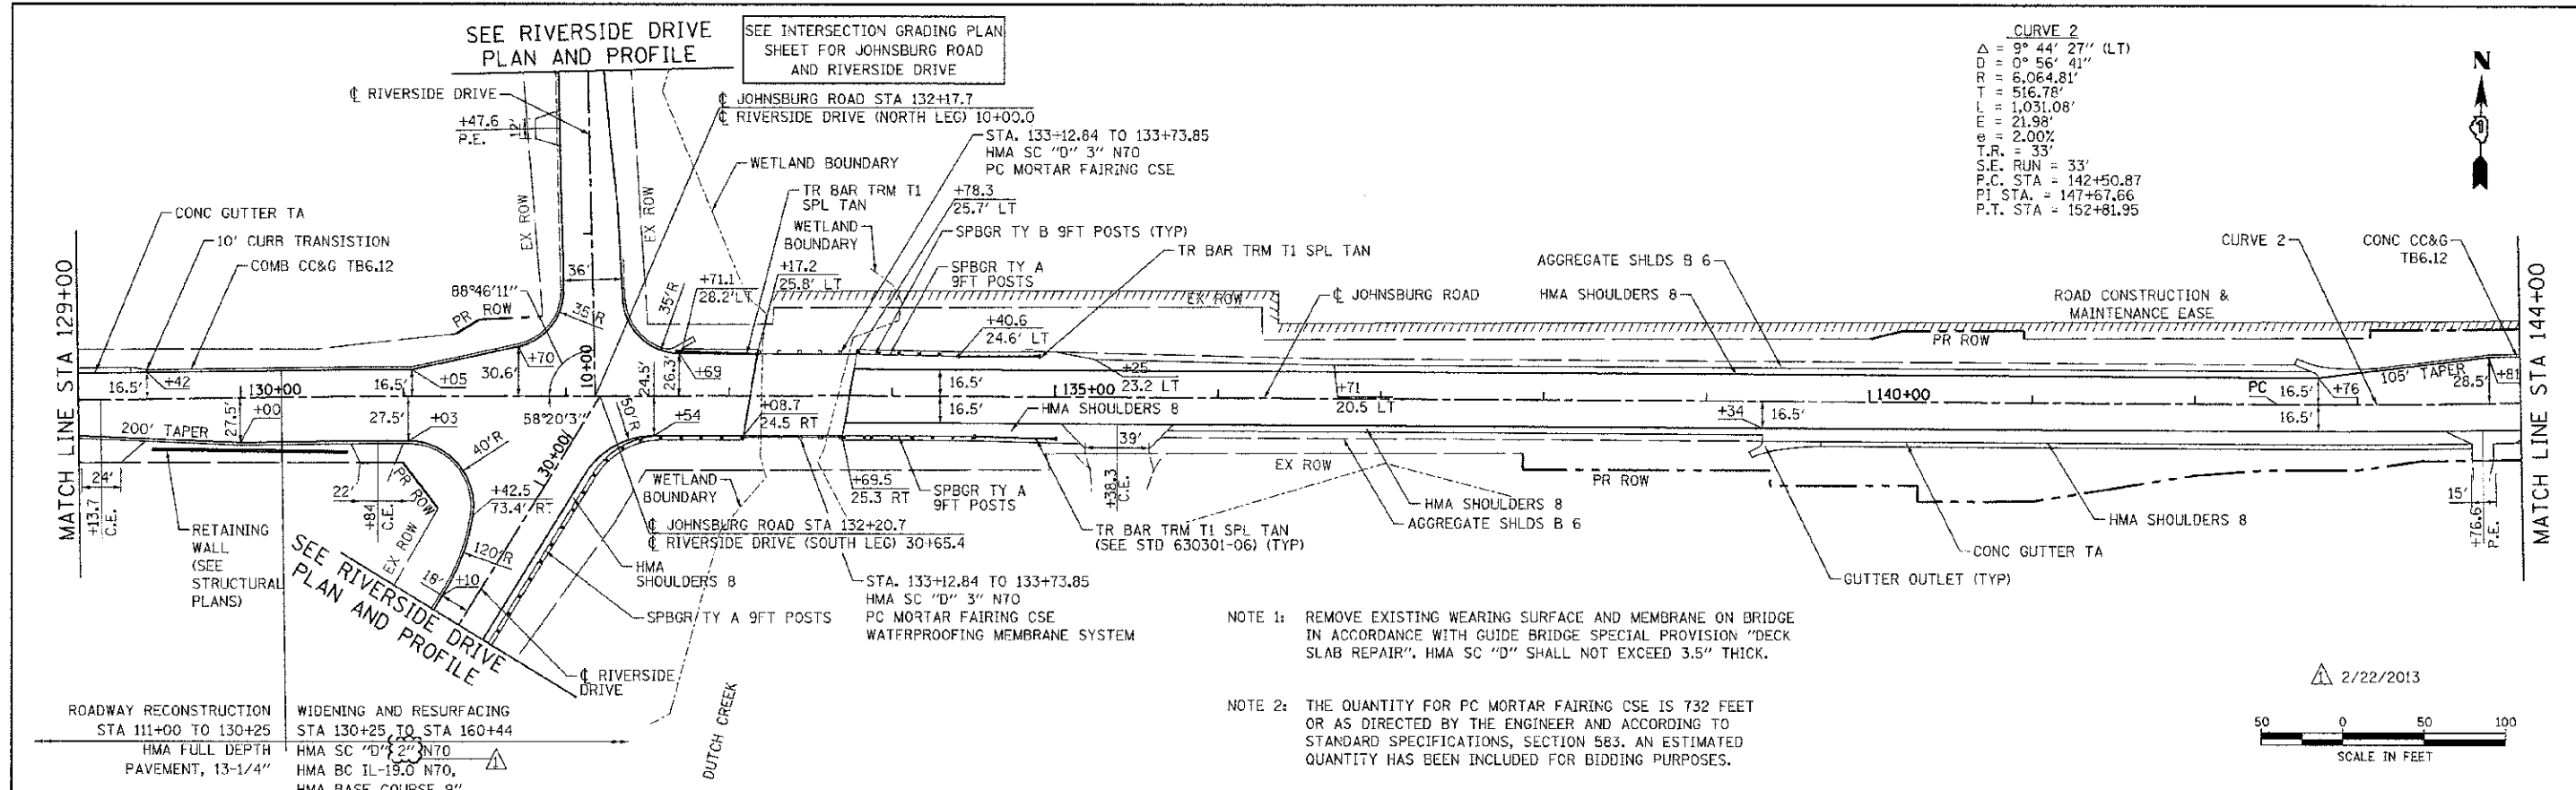 SEE RIVERSIDE DRIVE
PLAN AND PROFILE
SEE INTERSECTION GRADING PLAN
SHEET FOR JOHNSBURG ROAD
AND RIVERSIDE DRIVE
℄ RIVERSIDE DRIVE
+47.6
P.E.
12'
℄ JOHNSBURG ROAD STA 132+17.7
℄ RIVERSIDE DRIVE (NORTH LEG) 10+00.0
STA. 133+12.84 TO 133+73.85
HMA SC "D" 3" N70
PC MORTAR FAIRING CSE
WETLAND BOUNDARY
TR BAR TRM T1
SPL TAN
+78.3
25.7' LT
WETLAND
BOUNDARY
SPBGR TY B 9FT POSTS (TYP)
TR BAR TRM T1 SPL TAN
SPBGR TY A
9FT POSTS
CURVE 2
Δ = 9° 44' 27" (LT)
D = 0° 56' 41"
R = 6,064.81'
T = 516.78'
L = 1,031.08'
E = 21.98'
e = 2.00%
T.R. = 33'
S.E. RUN = 33'
P.C. STA = 142+50.87
PI STA. = 147+67.66
P.T. STA = 152+81.95
N
CONC GUTTER TA
10' CURB TRANSISTION
COMB CC&G TB6.12
EX ROW
EX ROW
36'
88°46'11"
PR ROW
35'R
35'R
+71.1
28.2' LT
+17.2
25.8' LT
EX ROW
℄ JOHNSBURG ROAD
+40.6
24.6' LT
AGGREGATE SHLDS B 6
HMA SHOULDERS 8
CURVE 2
CONC CC&G
TB6.12
ROAD CONSTRUCTION &
MAINTENANCE EASE
PR ROW
MATCH LINE STA 129+00
16.5'
+42
130+00
16.5'
+05
30.6'
+70
10+00
24.5'
26.3'
+69
16.5'
16.5'
135+00
+25
23.2 LT
+71
20.5 LT
140+00
PC
16.5'
16.5'
+76
105' TAPER
28.5'
+81
MATCH LINE STA 144+00
200' TAPER
27.5'
+00
27.5'
+03
58°20'3"
50'R
+54
+08.7
24.5 RT
HMA SHOULDERS 8
+34
16.5'
40'R
30+00
39'
24'
+13.7
C.E.
RETAINING
WALL
(SEE
STRUCTURAL
PLANS)
22'
+84
C.E.
PR ROW
EX ROW
+42.5
73.4' RT
120'R
18'
+10
WETLAND
BOUNDARY
+69.5
25.3 RT
SPBGR TY A
9FT POSTS
+38.3
C.E.
EX ROW
PR ROW
HMA SHOULDERS 8
AGGREGATE SHLDS B 6
TR BAR TRM T1 SPL TAN
(SEE STD 630301-06) (TYP)
HMA SHOULDERS 8
CONC GUTTER TA
GUTTER OUTLET (TYP)
15'
+76.6'
P.E.
℄ JOHNSBURG ROAD STA 132+20.7
℄ RIVERSIDE DRIVE (SOUTH LEG) 30+65.4
HMA
SHOULDERS 8
SPBGR TY A 9FT POSTS
STA. 133+12.84 TO 133+73.85
HMA SC "D" 3" N70
PC MORTAR FAIRING CSE
WATERPROOFING MEMBRANE SYSTEM
SEE RIVERSIDE DRIVE
PLAN AND PROFILE
℄ RIVERSIDE
DRIVE
DUTCH CREEK
NOTE 1: REMOVE EXISTING WEARING SURFACE AND MEMBRANE ON BRIDGE
IN ACCORDANCE WITH GUIDE BRIDGE SPECIAL PROVISION "DECK
SLAB REPAIR". HMA SC "D" SHALL NOT EXCEED 3.5" THICK.
NOTE 2: THE QUANTITY FOR PC MORTAR FAIRING CSE IS 732 FEET
OR AS DIRECTED BY THE ENGINEER AND ACCORDING TO
STANDARD SPECIFICATIONS, SECTION 583. AN ESTIMATED
QUANTITY HAS BEEN INCLUDED FOR BIDDING PURPOSES.
1 2/22/2013
50 0 50 100
SCALE IN FEET
ROADWAY RECONSTRUCTION
STA 111+00 TO 130+25
HMA FULL DEPTH
PAVEMENT, 13-1/4"
WIDENING AND RESURFACING
STA 130+25 TO STA 160+44
HMA SC "D" 2" N70
1
HMA BC IL-19.0 N70,
HMA BASE COURSE 9"